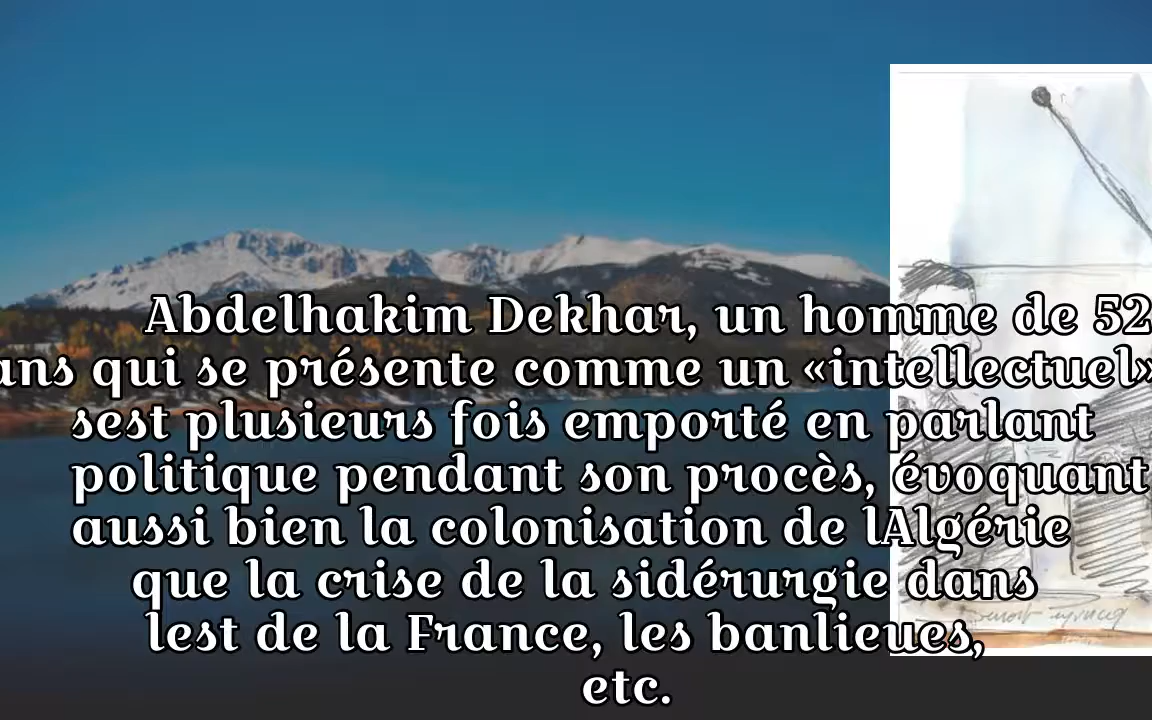 Abdelhakim Dekhar, un homme de 52
ans qui se présente comme un «intellectuel»
sest plusieurs fois emporté en parlant
politique pendant son procès, évoquant
aussi bien la colonisation de lAlgérie
que la crise de la sidérurgie dans
lest de la France, les banlieues,
etc.